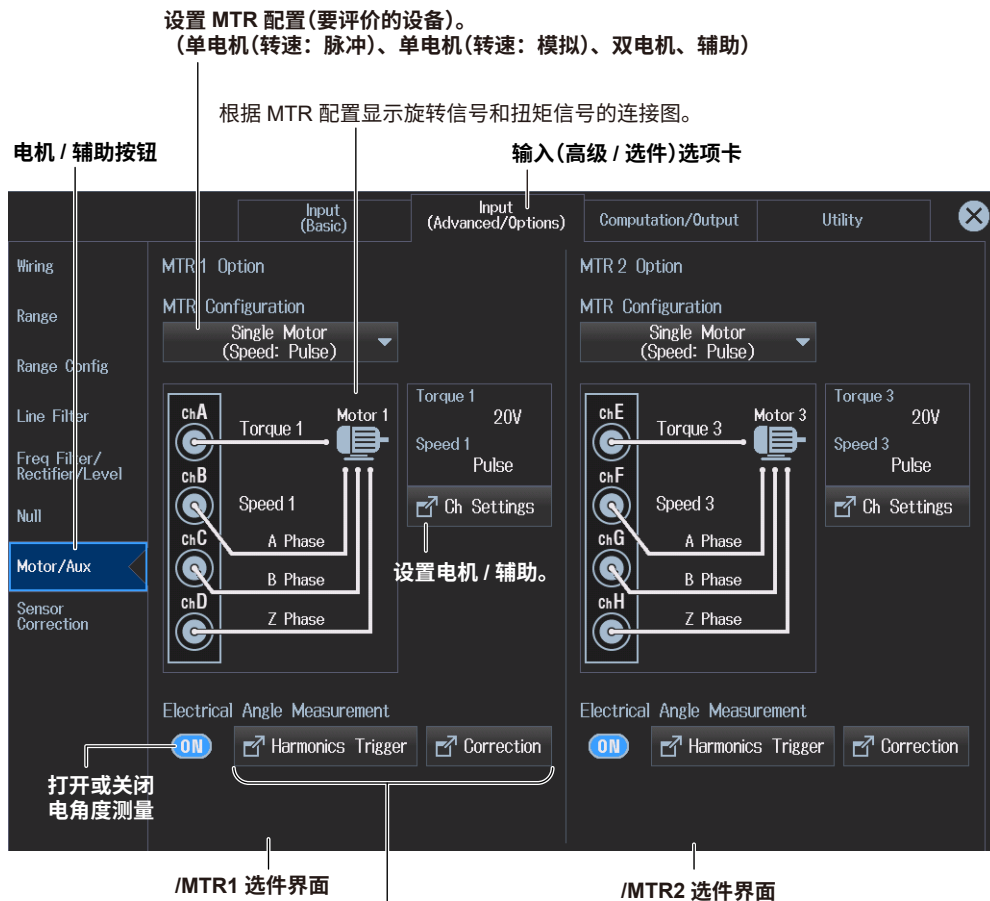 设置 MTR 配置（要评价的设备）。
（单电机（转速：脉冲）、单电机（转速：模拟）、双电机、辅助）
根据 MTR 配置显示旋转信号和扭矩信号的连接图。
电机 / 辅助按钮
输入（高级 / 选件）选项卡
Input
(Basic)
Input
(Advanced/Options)
Computation/Output
Utility
Wiring
Range
Range Config
Line Filter
Freq Filter/
Rectifier/Level
Null
Motor/Aux
Sensor
Correction
MTR1 Option
MTR Configuration
Single Motor
(Speed: Pulse)
ChA
Torque 1
Motor 1
ChB
Speed 1
ChC
A Phase
B Phase
ChD
Z Phase
Torque 1
20V
Speed 1
Pulse
Ch Settings
设置电机 / 辅助。
Electrical Angle Measurement
ON
Harmonics Trigger
Correction
打开或关闭
电角度测量
MTR2 Option
MTR Configuration
Single Motor
(Speed: Pulse)
ChE
Torque 3
Motor 3
ChF
Speed 3
ChG
A Phase
B Phase
ChH
Z Phase
Torque 3
20V
Speed 3
Pulse
Ch Settings
Electrical Angle Measurement
ON
Harmonics Trigger
Correction
/MTR1 选件界面
/MTR2 选件界面